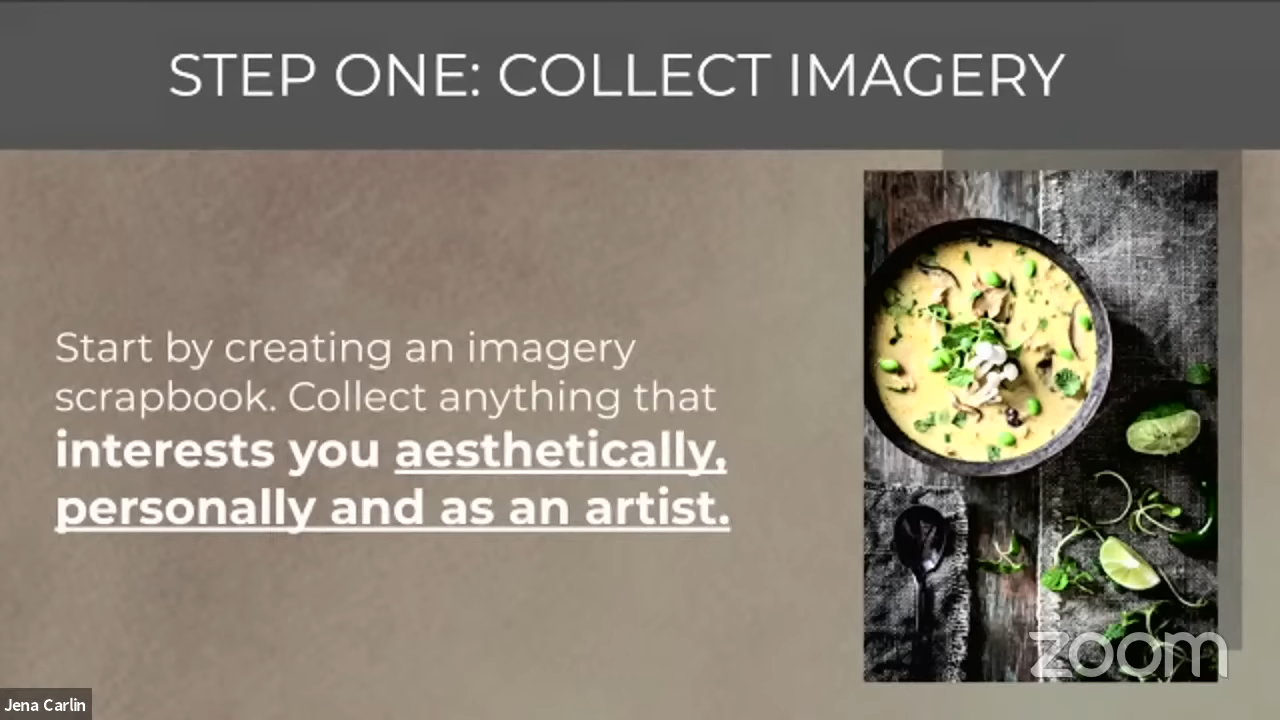 STEP ONE: COLLECT IMAGERY
Start by creating an imagery
scrapbook. Collect anything that
interests you aesthetically,
personally and as an artist.
zoom
Jena Carlin